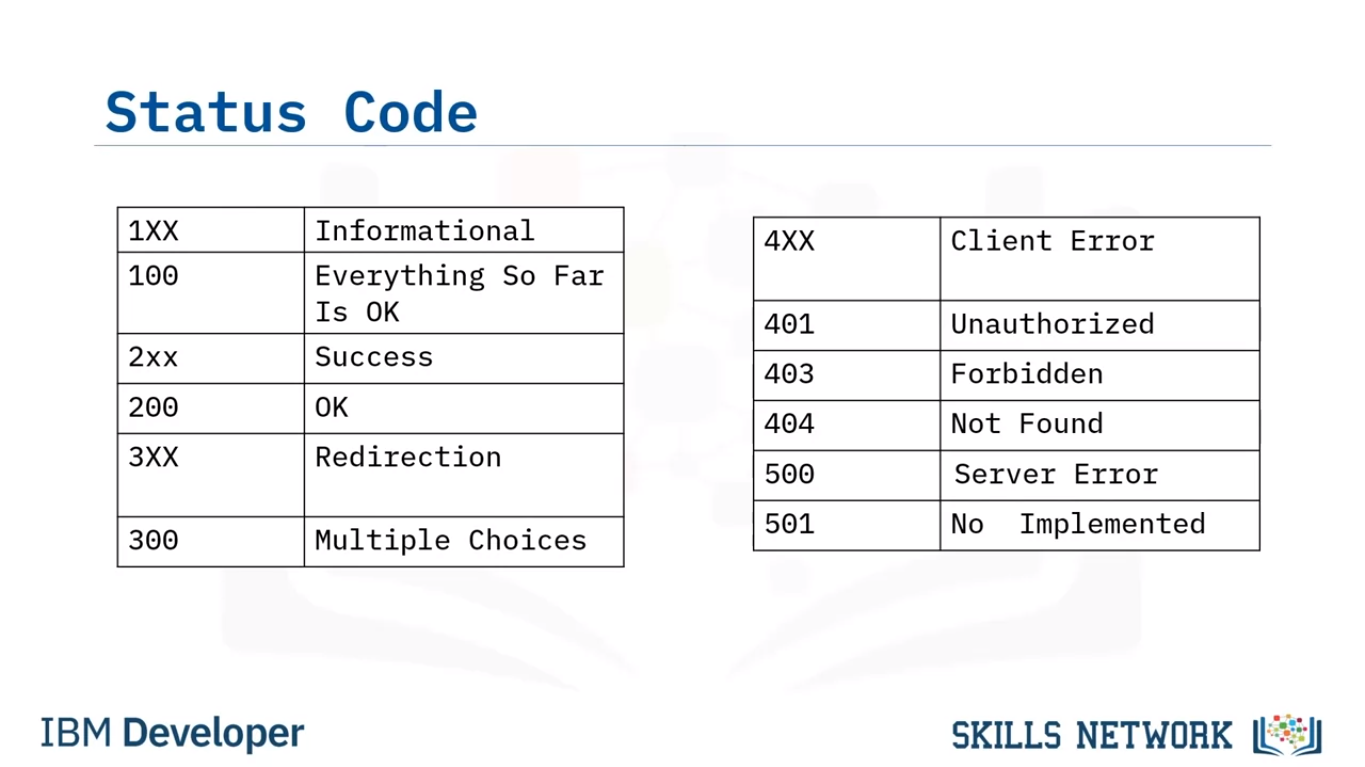 Status Code
1XX Informational
100 Everything So Far
Is OK
2xx Success
200 OK
3XX Redirection
300 Multiple Choices
4XX Client Error
401 Unauthorized
403 Forbidden
404 Not Found
500 Server Error
501 No Implemented
IBM Developer
SKILLS NETWORK